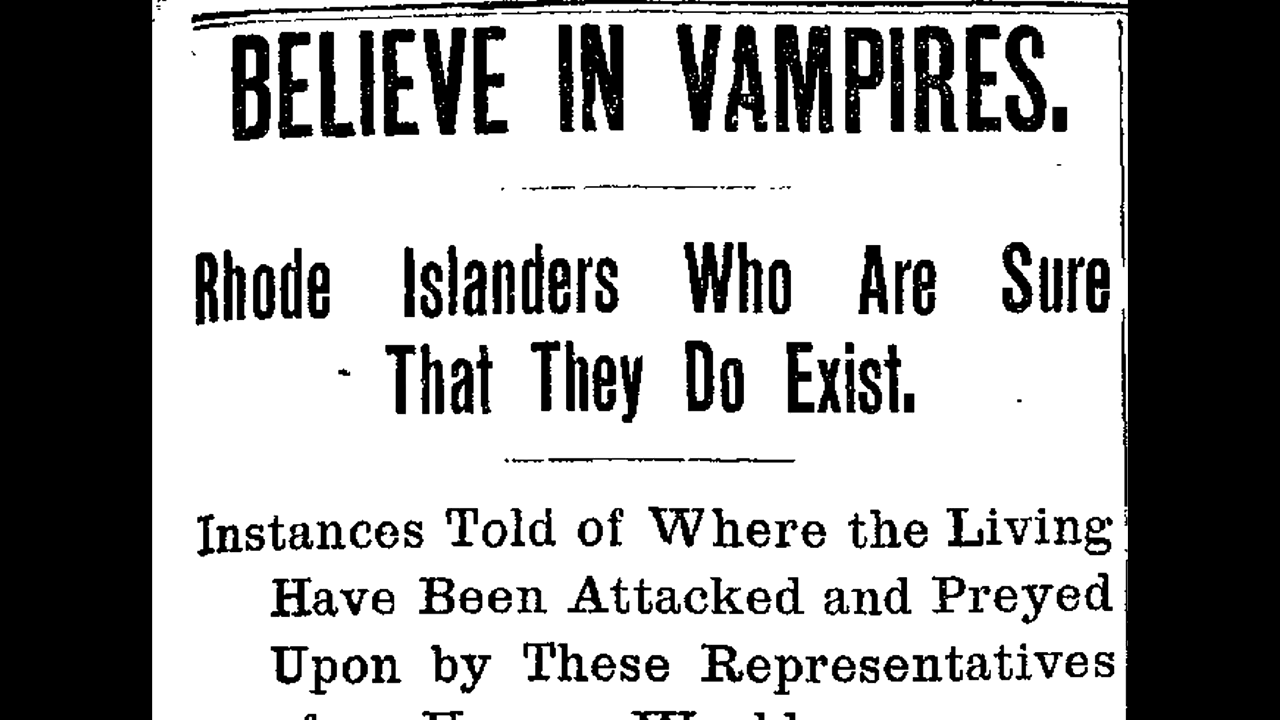 BELIEVE IN VAMPIRES.
Rhode Islanders Who Are Sure
That They Do Exist.
Instances Told of Where the Living
Have Been Attacked and Preyed
Upon by These Representatives